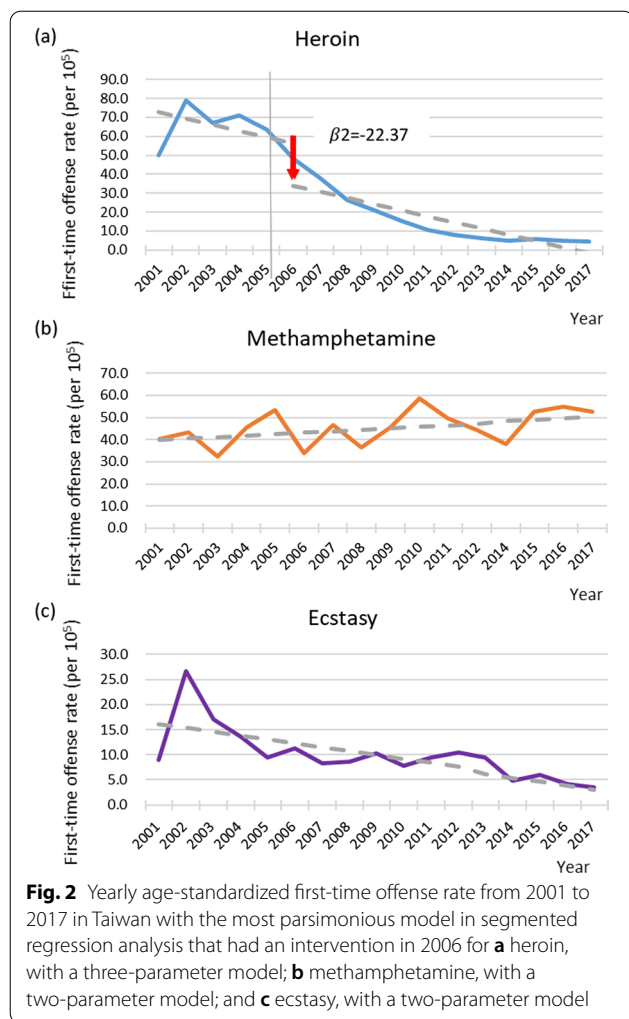 (a)
Heroin
Ffirst-time offense rate (per 10⁵)
90.0
80.0
70.0
60.0
50.0
40.0
30.0
20.0
10.0
0.0
β2=-22.37
2001 2002 2003 2004 2005 2006 2007 2008 2009 2010 2011 2012 2013 2014 2015 2016 2017
Year
(b)
Methamphetamine
First-time offense rate (per 10⁵)
70.0
60.0
50.0
40.0
30.0
20.0
10.0
0.0
2001 2002 2003 2004 2005 2006 2007 2008 2009 2010 2011 2012 2014 2015 2016 2017
Year
(c)
Ecstasy
First-time offense rate (per 10⁵)
30.0
25.0
20.0
15.0
10.0
5.0
0.0
2001 2002 2003 2004 2005 2006 2007 2008 2009 2010 2011 2012 2013 2014 2015 2016 2017
Year
Fig. 2 Yearly age-standardized first-time offense rate from 2001 to
2017 in Taiwan with the most parsimonious model in segmented
regression analysis that had an intervention in 2006 for a heroin,
with a three-parameter model; b methamphetamine, with a
two-parameter model; and c ecstasy, with a two-parameter model